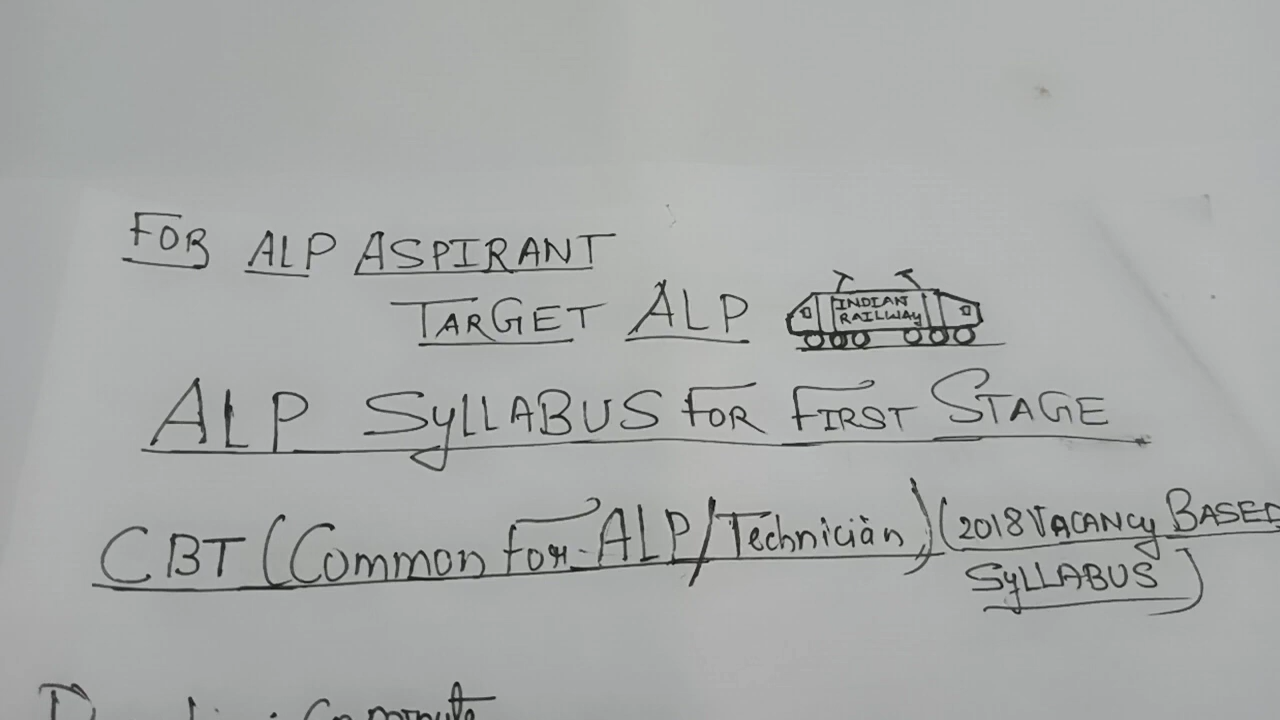 FOR ALP ASPIRANT
TARGET ALP
INDIAN
RAILWAY
ALP SYLLABUS FOR FIRST STAGE
CBT (Common for ALP/Technician) (2018 VACANCY BASED
SYLLABUS)